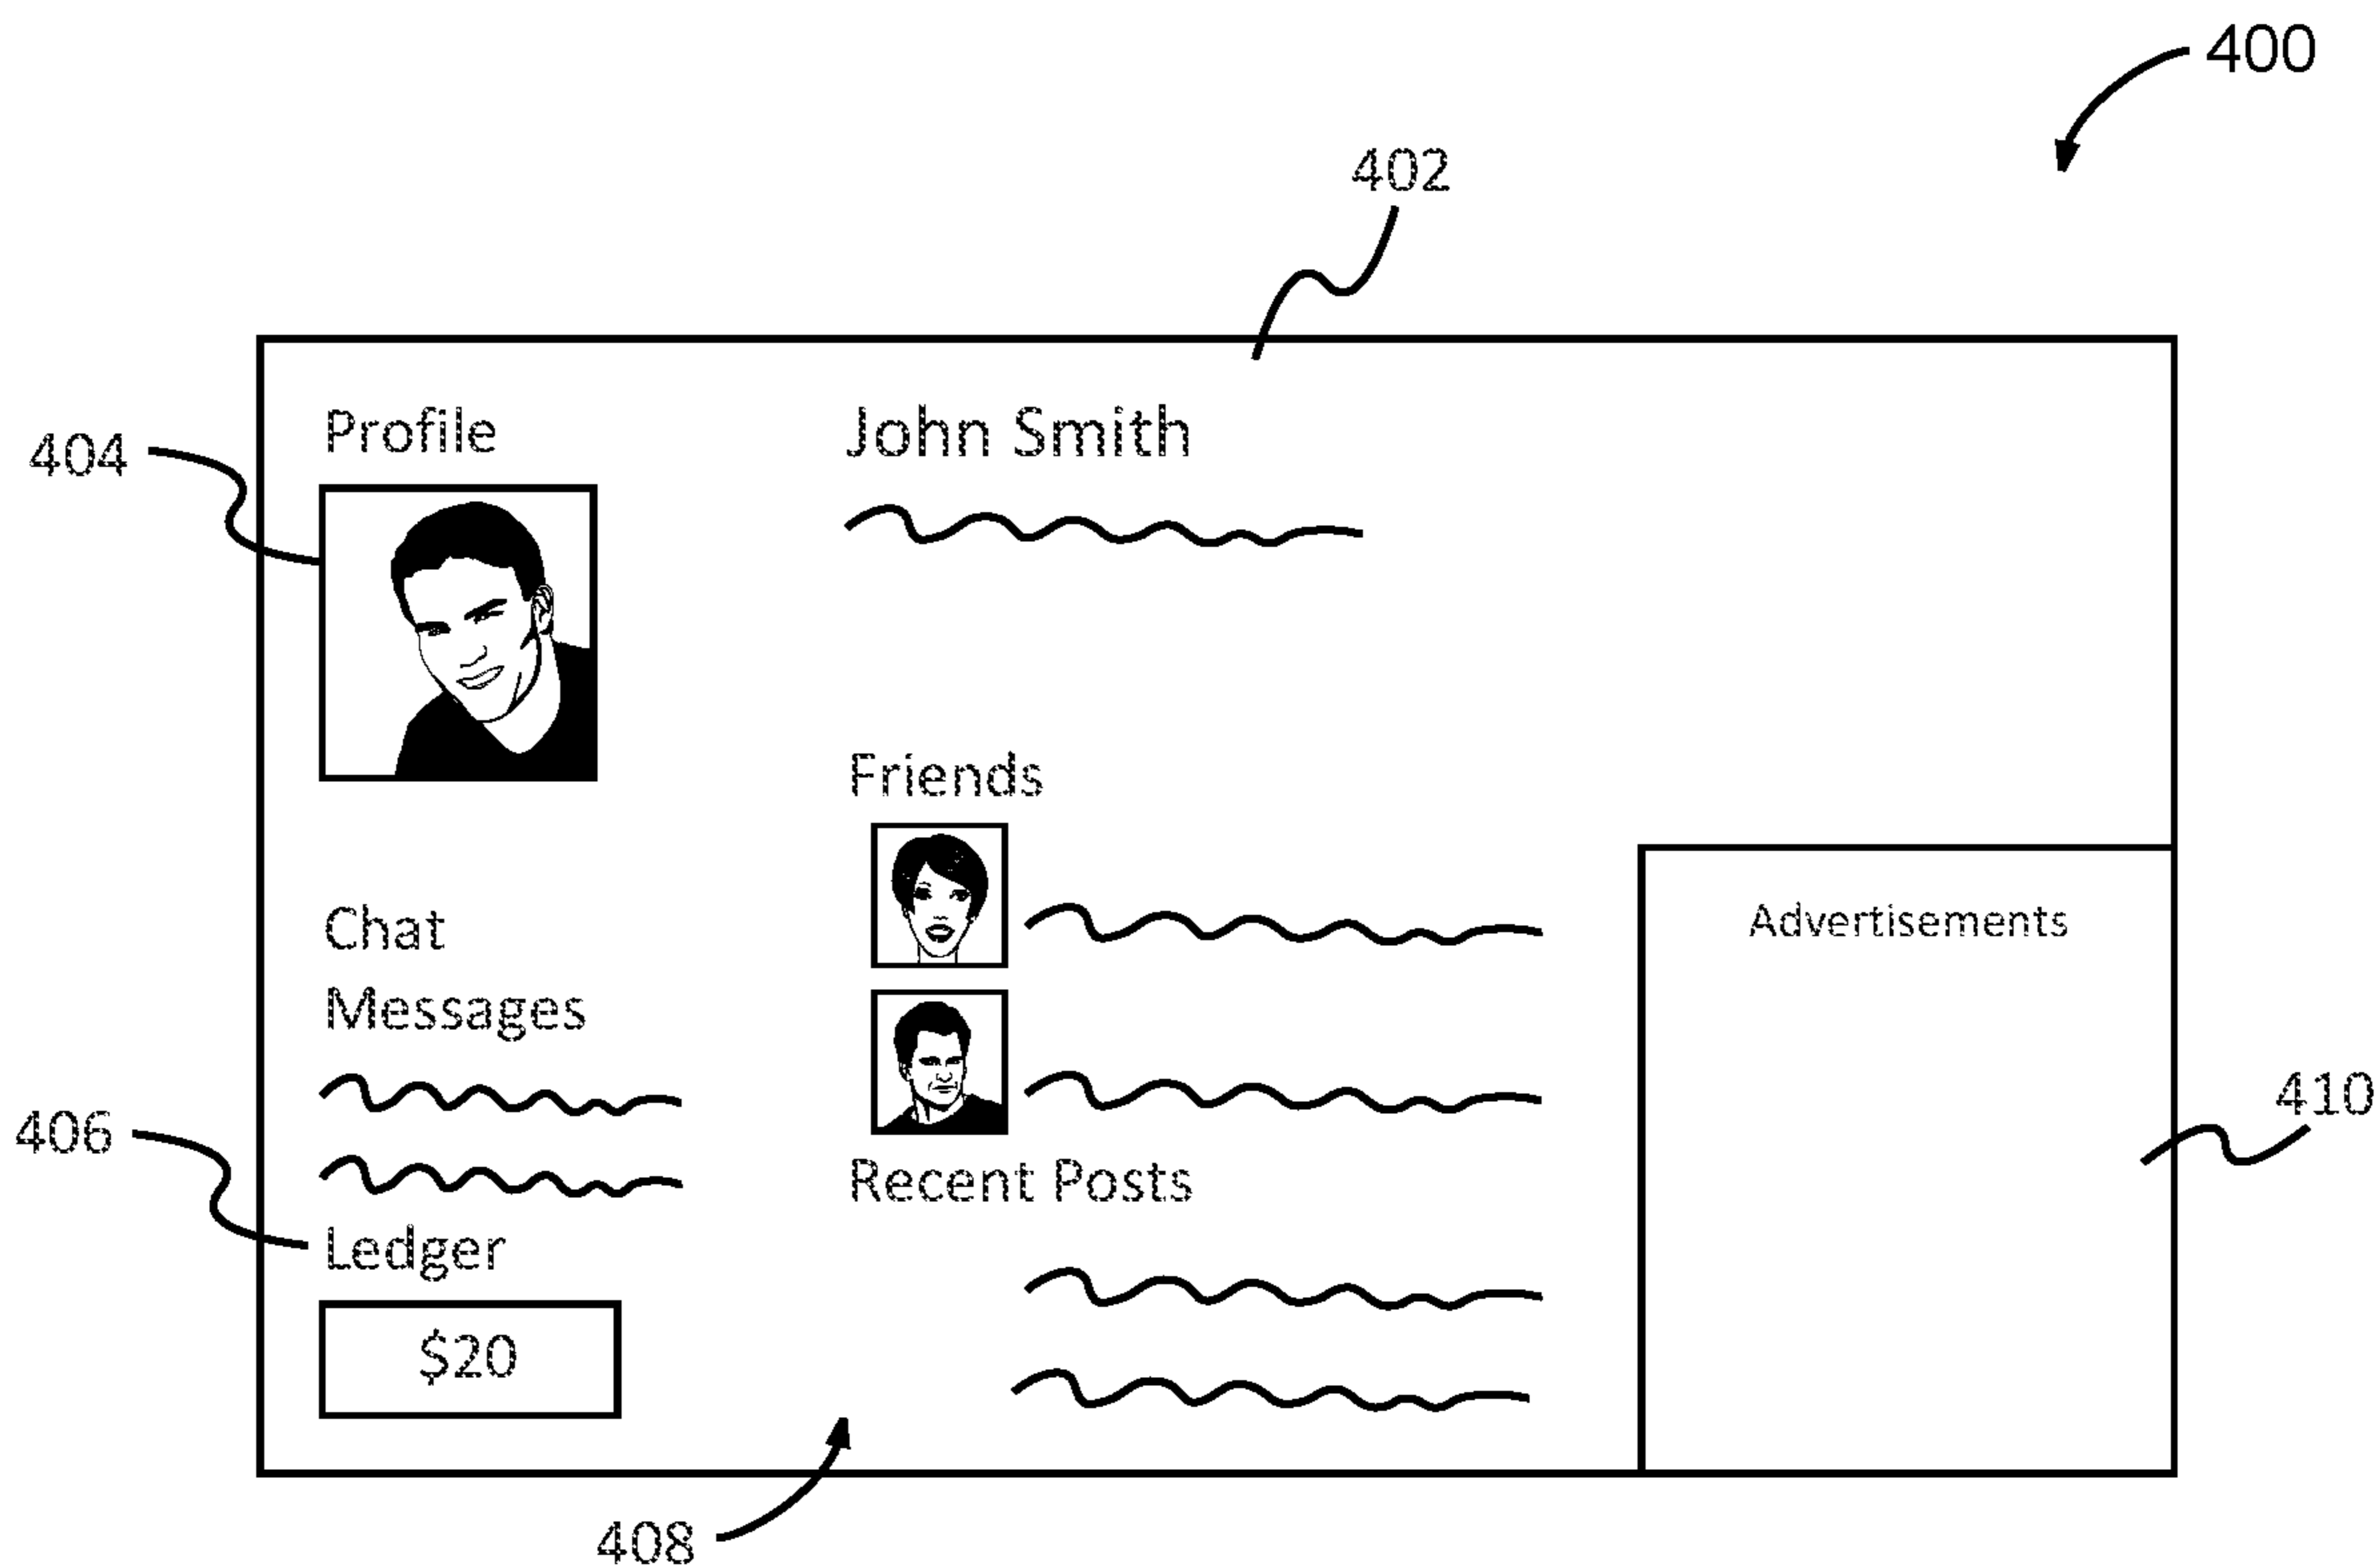 400
402
Profile
John Smith
404
Friends
Chat
Advertisements
Messages
410
406
Recent Posts
Ledger
$20
408